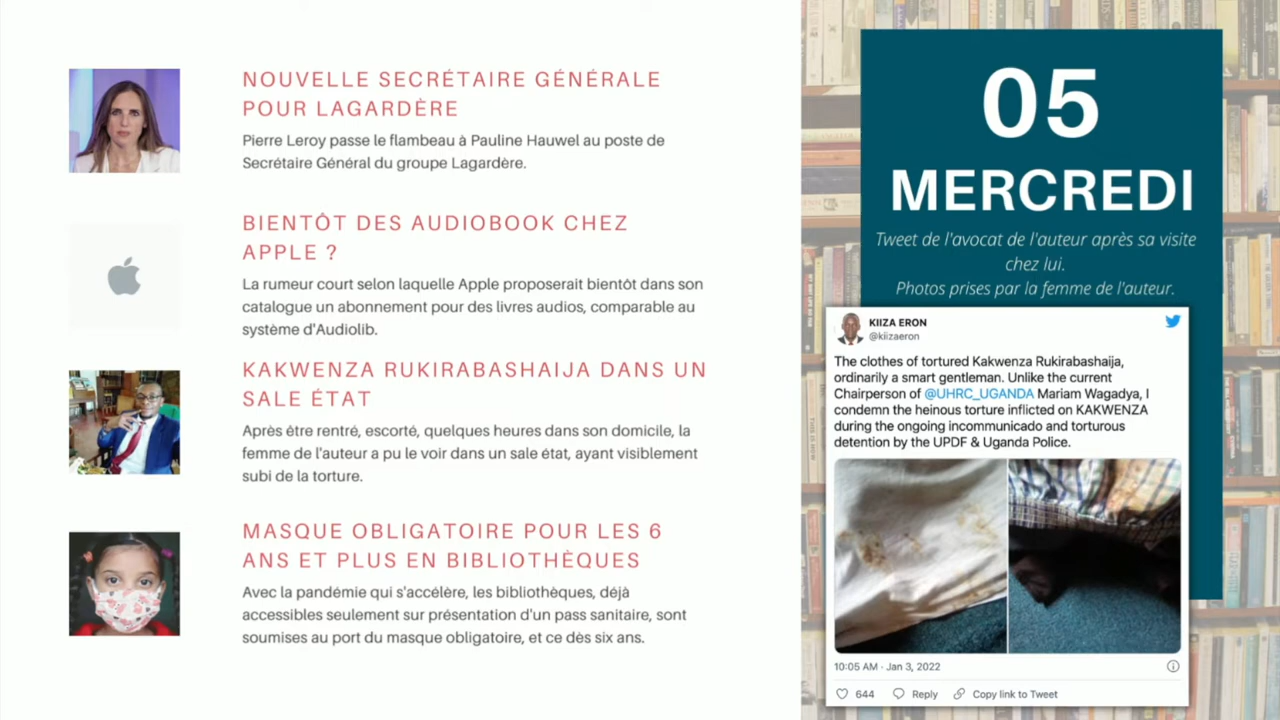 NOUVELLE SECRÉTAIRE GÉNÉRALE
POUR LAGARDÈRE
Pierre Leroy passe le flambeau à Pauline Hauwel au poste de
Secrétaire Général du groupe Lagardère.
BIENTÔT DES AUDIOBOOK CHEZ
APPLE ?
La rumeur court selon laquelle Apple proposerait bientôt dans son
catalogue un abonnement pour des livres audios, comparable au
système d'Audiolib.
KAKWENZA RUKIRABASHAIJA DANS UN
SALE ÉTAT
Après être rentré, escorté, quelques heures dans son domicile, la
femme de l'auteur a pu le voir dans un sale état, ayant visiblement
subi de la torture.
MASQUE OBLIGATOIRE POUR LES 6
ANS ET PLUS EN BIBLIOTHÈQUES
Avec la pandémie qui s'accélère, les bibliothèques, déjà
accessibles seulement sur présentation d'un pass sanitaire, sont
soumises au port du masque obligatoire, et ce dès six ans.
05
MERCREDI
Tweet de l'avocat de l'auteur après sa visite
chez lui.
Photos prises par la femme de l'auteur.
KIIZA ERON
@kiizaeron
The clothes of tortured Kakwenza Rukirabashaija,
ordinarily a smart gentleman. Unlike the current
Chairperson of @UHRC_UGANDA Mariam Wagadya, I
condemn the heinous torture inflicted on KAKWENZA
during the ongoing incommunicado and torturous
detention by the UPDF & Uganda Police.
10:05 AM · Jan 3, 2022
644 Reply Copy link to Tweet